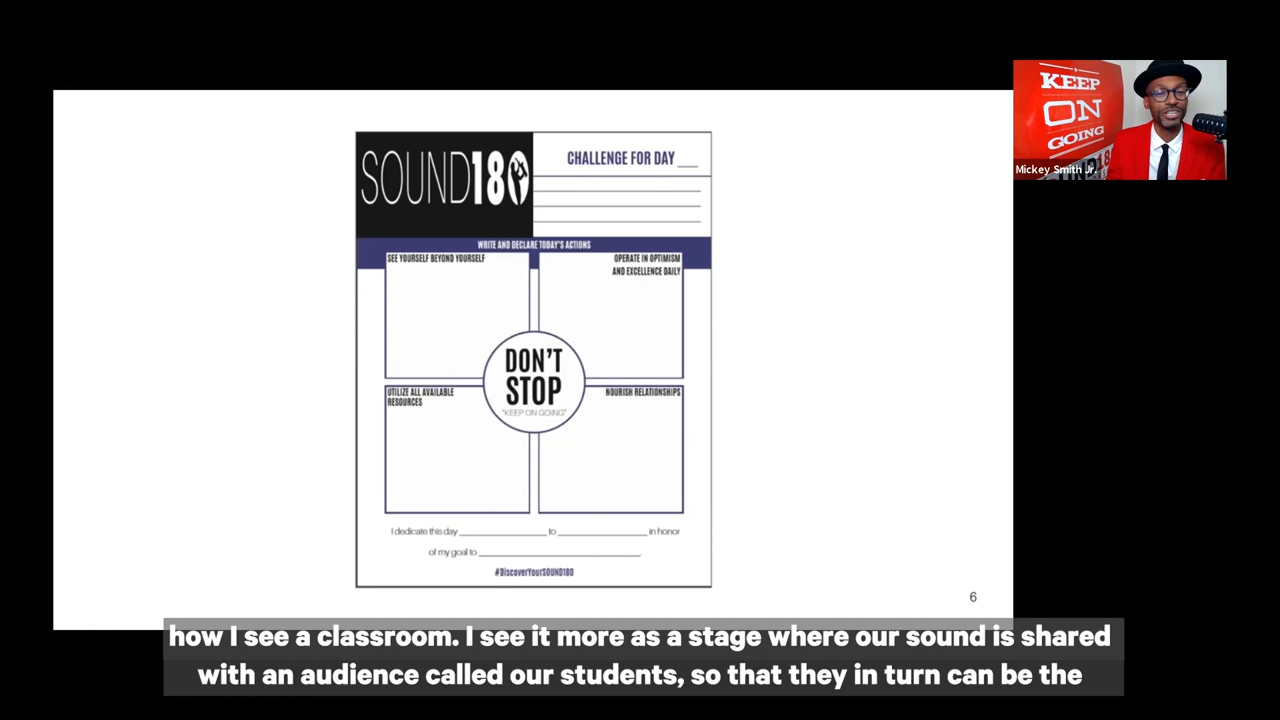 KEEP
ON
GOING
Mickey Smith Jr.
SOUND180
CHALLENGE FOR DAY ___
WRITE AND DECLARE TODAY'S ACTIONS
SEE YOURSELF BEYOND YOURSELF
OPERATE IN OPTIMISM
AND EXCELLENCE DAILY
DON'T
STOP
"KEEP ON GOING"
UTILIZE ALL AVAILABLE
RESOURCES
NOURISH RELATIONSHIPS
I dedicate this day ________________ to ________________ in honor
of my goal to ______________________________.
#DiscoverYourSOUND180
6
how I see a classroom. I see it more as a stage where our sound is shared
with an audience called our students, so that they in turn can be the